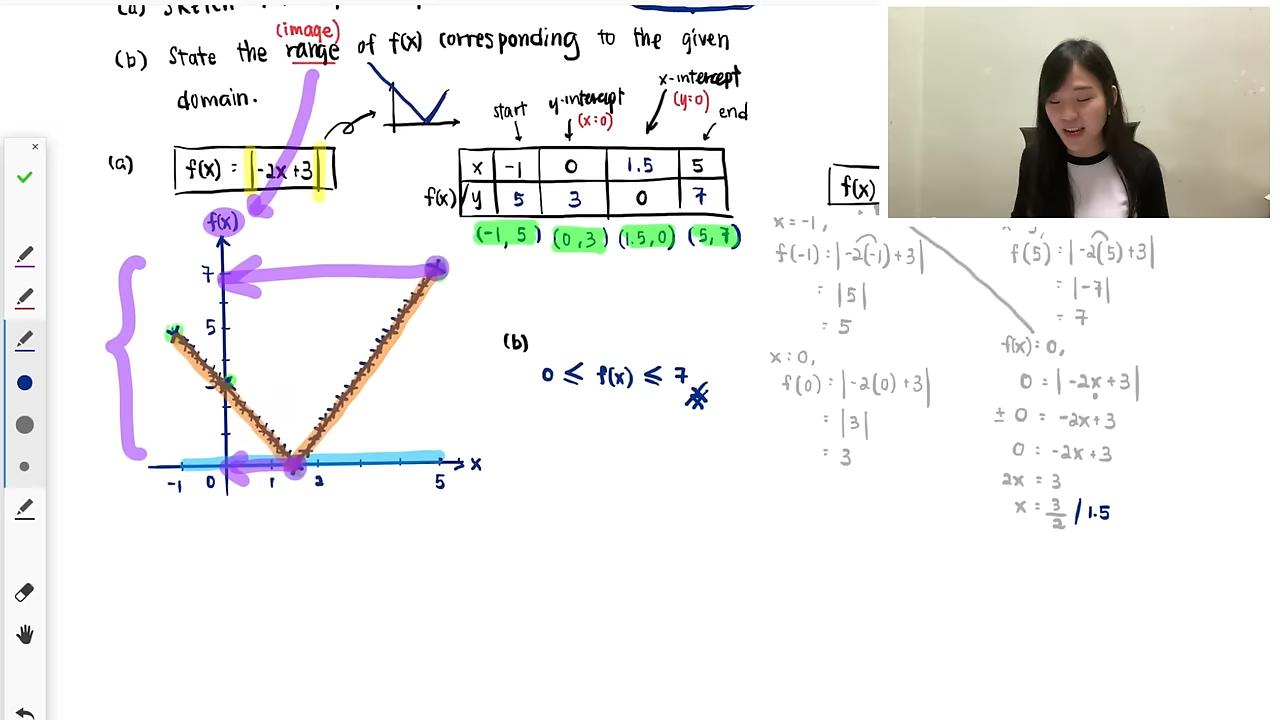 (image)
(b) State the range of f(x) corresponding to the given
domain.
(a)
f(x) = |-2x+3|
start
y-intercept
(x=0)
x-intercept
(y=0)
end
x -1 0 1.5 5
f(x)/y 5 3 0 7
(-1, 5) (0, 3) (1.5, 0) (5, 7)
f(x)
7
5
3
-1 0 1 2 5 x
(b)
0 ≤ f(x) ≤ 7
f(x)
x = -1,
f(-1) = |-2(-1)+3|
= |5|
= 5
x = 0,
f(0) = |-2(0)+3|
= |3|
= 3
f(5) = |-2(5)+3|
= |-7|
= 7
f(x) = 0,
0 = |-2x+3|
± 0 = -2x+3
0 = -2x+3
2x = 3
x = 3/2 / 1.5